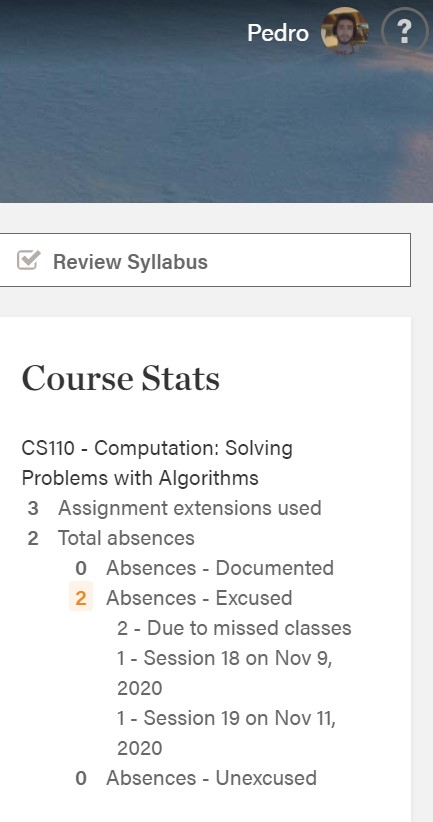 Pedro ?
Review Syllabus
Course Stats
CS110 - Computation: Solving
Problems with Algorithms
3 Assignment extensions used
2 Total absences
0 Absences - Documented
2 Absences - Excused
2 - Due to missed classes
1 - Session 18 on Nov 9,
2020
1 - Session 19 on Nov 11,
2020
0 Absences - Unexcused